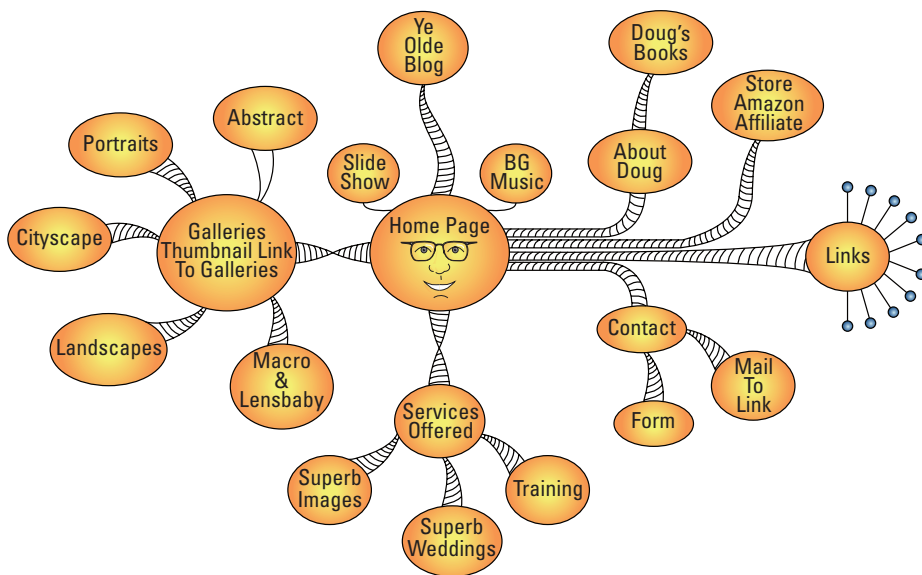 Ye
Olde
Blog
Doug's
Books
Store
Amazon
Affiliate
Abstract
Portraits
Slide
Show
BG
Music
About
Doug
Cityscape
Galleries
Thumbnail Link
To Galleries
Home Page
Links
Landscapes
Macro
&
Lensbaby
Contact
Mail
To
Link
Services
Offered
Form
Superb
Images
Training
Superb
Weddings